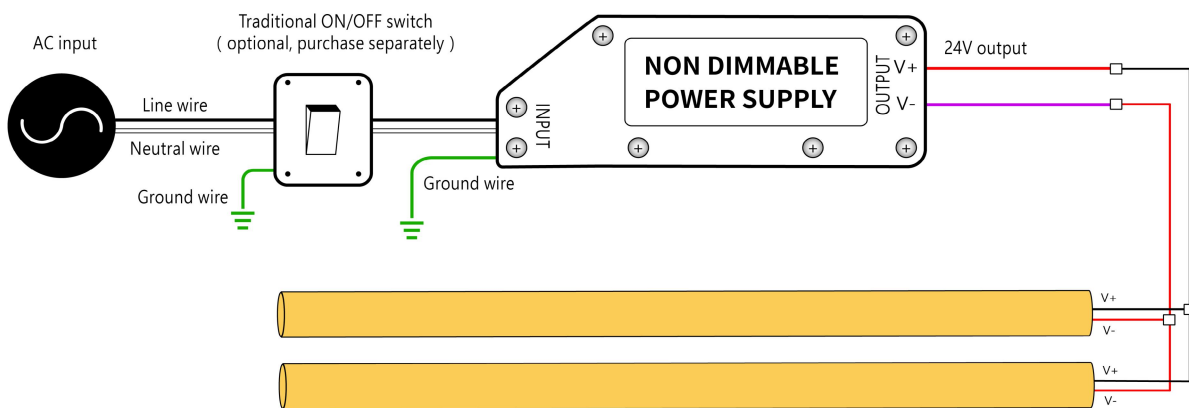 AC input
Traditional ON/OFF switch
( optional, purchase separately )
Line wire
Neutral wire
Ground wire
Ground wire
INPUT
NON DIMMABLE
POWER SUPPLY
OUTPUT
V+
V-
24V output
V+
V-
V+
V-